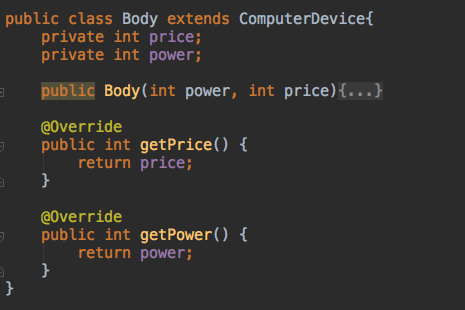 public class Body extends ComputerDevice{
    private int price;
    private int power;

    public Body(int power, int price){...}

    @Override
    public int getPrice() {
        return price;
    }

    @Override
    public int getPower() {
        return power;
    }
}